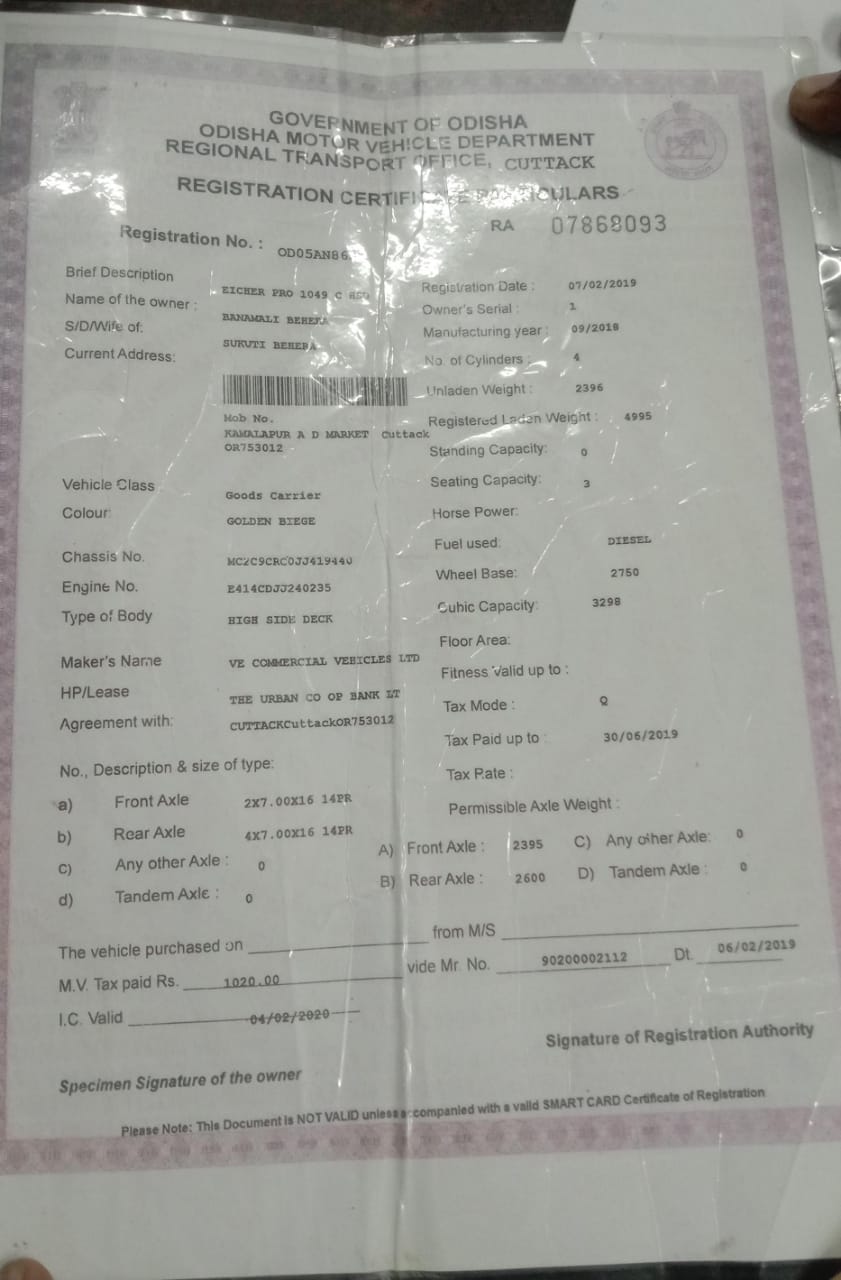 GOVERNMENT OF ODISHA
ODISHA MOTOR VEHICLE DEPARTMENT
REGIONAL TRANSPORT OFFICE, CUTTACK
REGISTRATION CERTIFICATE PARTICULARS
RA 07868093
Registration No. : OD05AN86
Brief Description EICHER PRO 1049 C HSD
Name of the owner : BANAMALI BEHERA
S/D/Wife of: SUKUTI BEHERA
Current Address:
Mob No.
KAMALAPUR A D MARKET Cuttack
OR753012
Vehicle Class Goods Carrier
Colour: GOLDEN BIEGE
Chassis No. MC2C9CRC0JJ419440
Engine No. E414CDJJ240235
Type of Body HIGH SIDE DECK
Maker's Name VE COMMERCIAL VEHICLES LTD
HP/Lease THE URBAN CO OP BANK LT
Agreement with: CUTTACKCuttackOR753012
Registration Date : 07/02/2019
Owner's Serial : 1
Manufacturing year : 09/2018
No. of Cylinders : 4
Unladen Weight : 2396
Registered Laden Weight : 4995
Standing Capacity: 0
Seating Capacity: 3
Horse Power:
Fuel used: DIESEL
Wheel Base: 2750
Cubic Capacity: 3298
Floor Area:
Fitness Valid up to :
Tax Mode : Q
Tax Paid up to : 30/06/2019
Tax Rate :
No., Description & size of type:
a) Front Axle 2X7.00X16 14PR
b) Rear Axle 4X7.00X16 14PR
c) Any other Axle : 0
d) Tandem Axle : 0
Permissible Axle Weight :
A) Front Axle : 2395 C) Any other Axle: 0
B) Rear Axle : 2600 D) Tandem Axle : 0
The vehicle purchased on from M/S
M.V. Tax paid Rs. 1020.00 vide Mr. No. 90200002112 Dt. 06/02/2019
I.C. Valid 04/02/2020
Signature of Registration Authority
Specimen Signature of the owner
Please Note: This Document is NOT VALID unless accompanied with a valid SMART CARD Certificate of Registration